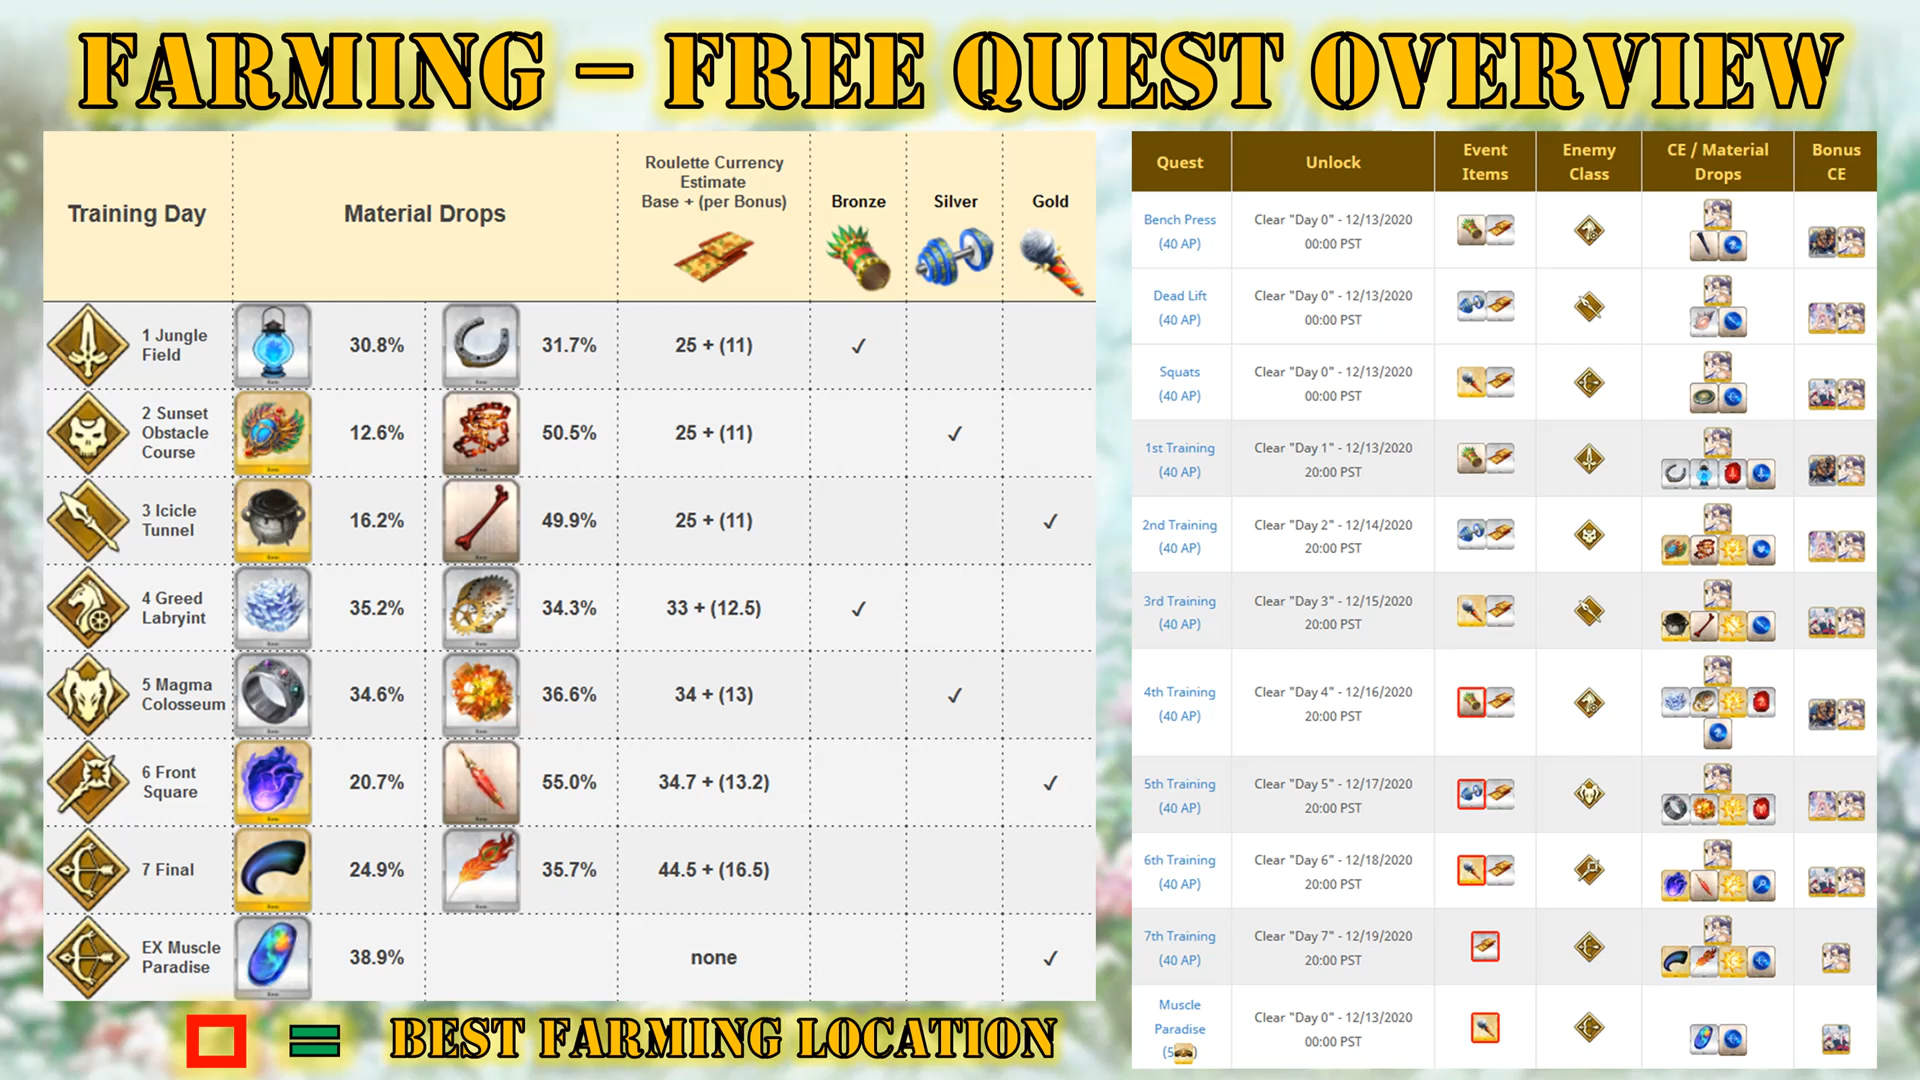 FARMING – FREE QUEST OVERVIEW
Training Day
Material Drops
Roulette Currency
Estimate
Base + (per Bonus)
Bronze
Silver
Gold
1 Jungle
Field
30.8%
31.7%
25 + (11)
✓
2 Sunset
Obstacle
Course
12.6%
50.5%
25 + (11)
✓
3 Icicle
Tunnel
16.2%
49.9%
25 + (11)
✓
4 Greed
Labryint
35.2%
34.3%
33 + (12.5)
✓
5 Magma
Colosseum
34.6%
36.6%
34 + (13)
✓
6 Front
Square
20.7%
55.0%
34.7 + (13.2)
✓
7 Final
24.9%
35.7%
44.5 + (16.5)
EX Muscle
Paradise
38.9%
none
✓
= BEST FARMING LOCATION
Quest
Unlock
Event
Items
Enemy
Class
CE / Material
Drops
Bonus
CE
Bench Press
(40 AP)
Clear "Day 0" - 12/13/2020
00:00 PST
Dead Lift
(40 AP)
Clear "Day 0" - 12/13/2020
00:00 PST
Squats
(40 AP)
Clear "Day 0" - 12/13/2020
00:00 PST
1st Training
(40 AP)
Clear "Day 1" - 12/13/2020
20:00 PST
2nd Training
(40 AP)
Clear "Day 2" - 12/14/2020
20:00 PST
3rd Training
(40 AP)
Clear "Day 3" - 12/15/2020
20:00 PST
4th Training
(40 AP)
Clear "Day 4" - 12/16/2020
20:00 PST
5th Training
(40 AP)
Clear "Day 5" - 12/17/2020
20:00 PST
6th Training
(40 AP)
Clear "Day 6" - 12/18/2020
20:00 PST
7th Training
(40 AP)
Clear "Day 7" - 12/19/2020
20:00 PST
Muscle
Paradise
(5 )
Clear "Day 0" - 12/13/2020
00:00 PST